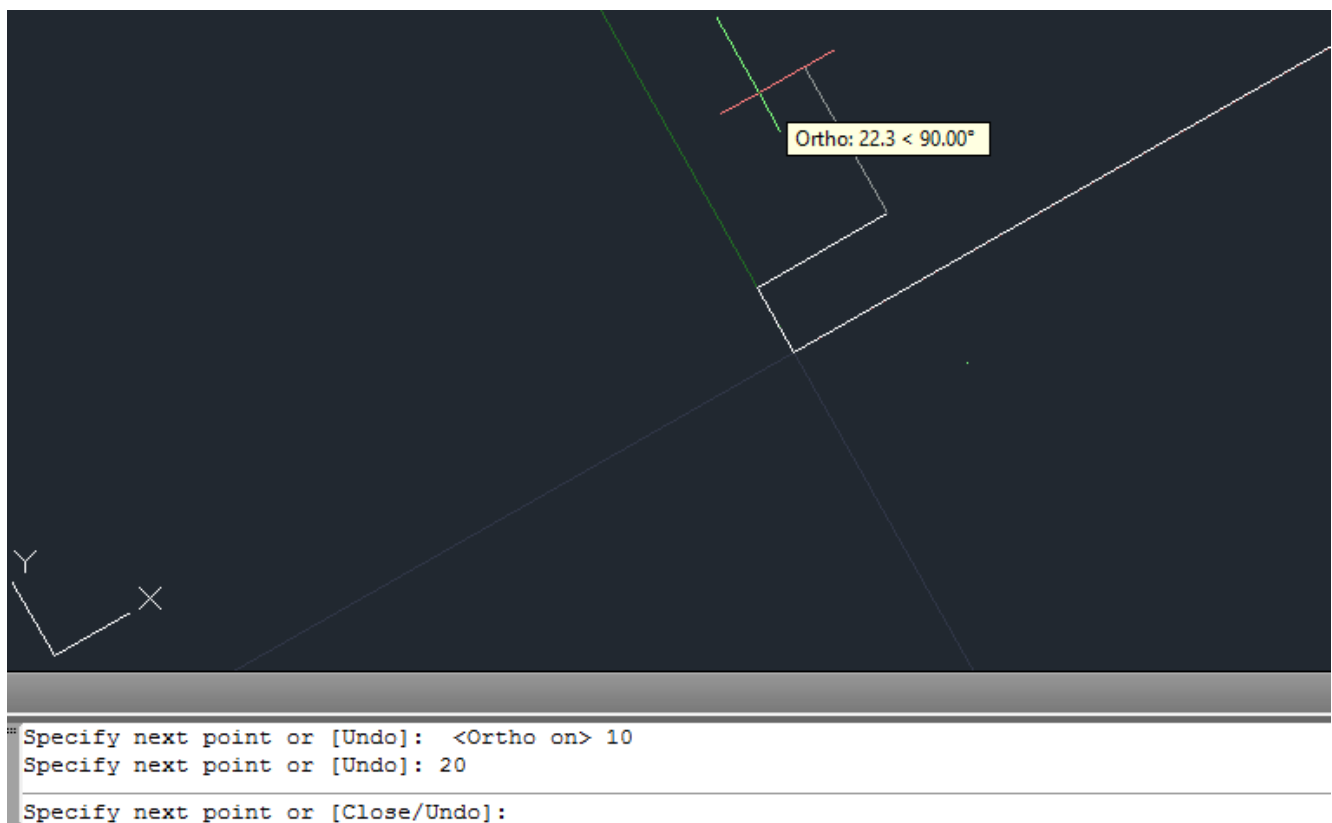 Ortho: 22.3 < 90.00°
Y
X
Specify next point or [Undo]:  <Ortho on> 10
Specify next point or [Undo]: 20
Specify next point or [Close/Undo]: